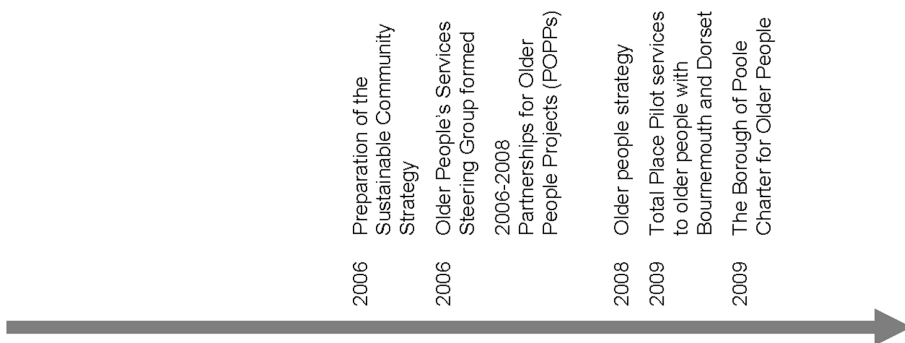 2006 Preparation of the
Sustainable Community
Strategy
2006 Older People's Services
Steering Group formed
2006-2008
Partnerships for Older
People Projects (POPPs)
2008 Older people strategy
2009 Total Place Pilot services
to older people with
Bournemouth and Dorset
2009 The Borough of Poole
Charter for Older People